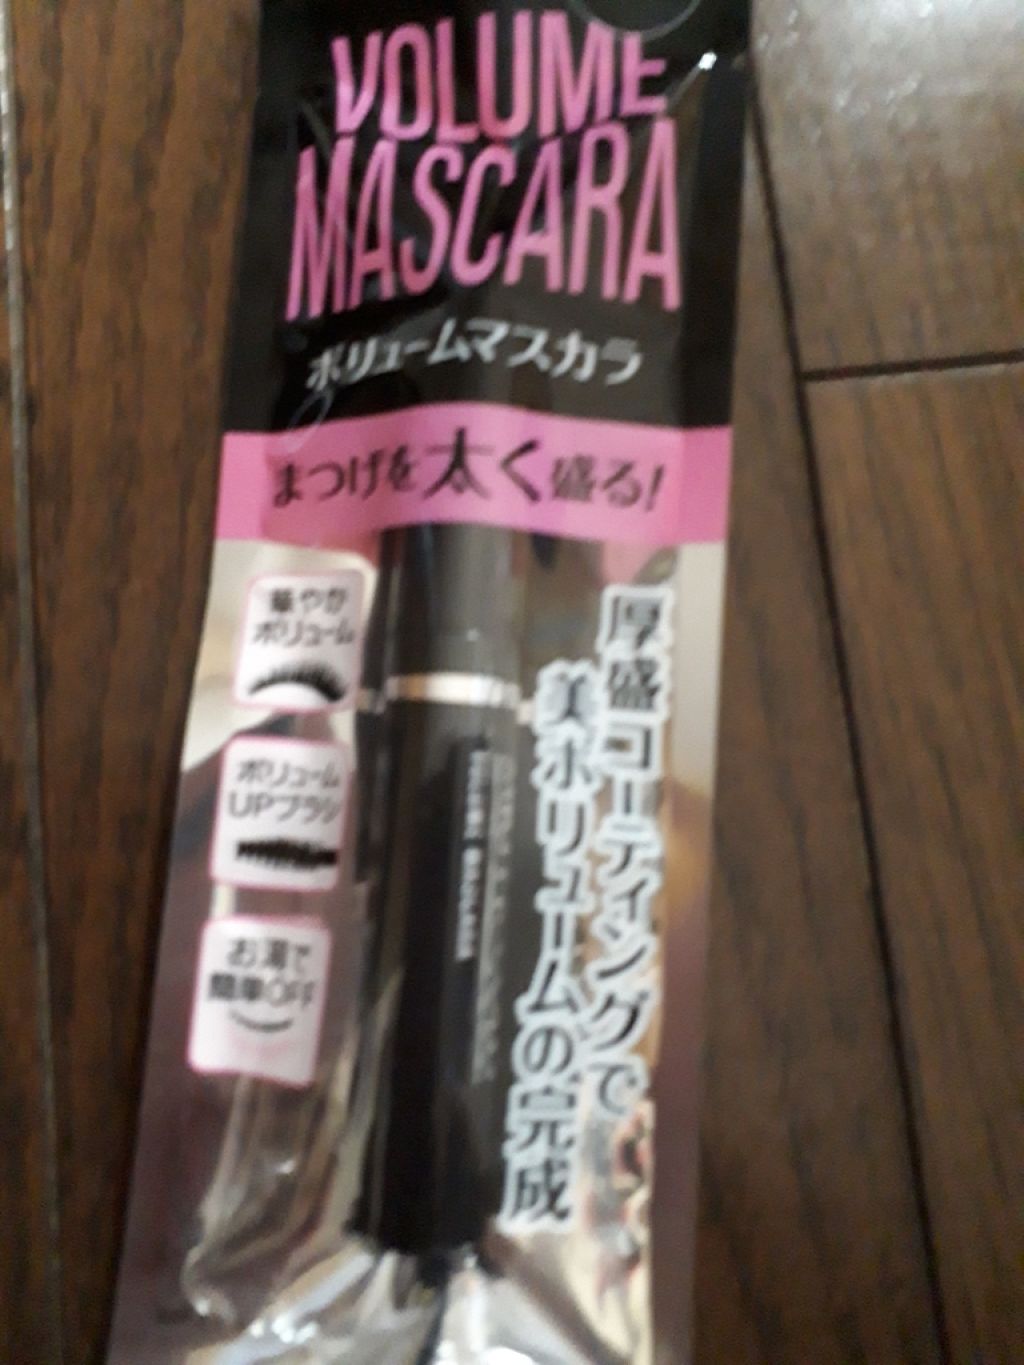 VOLUME
MASCARA
ボリュームマスカラ
まつげを太く盛る!
華やか
ボリューム
ボリューム
UPブラシ
お湯で
簡単OFF
厚盛コーティングで
美ボリュームの完成